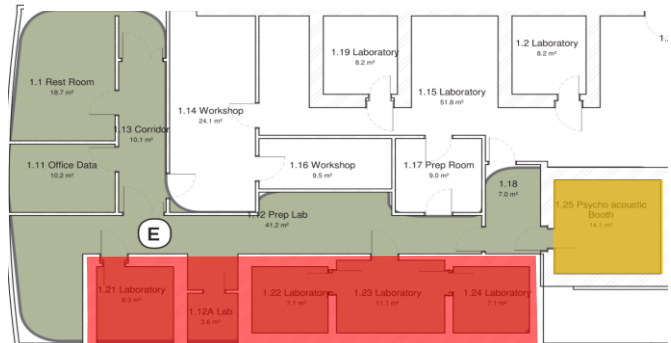 1.19 Laboratory
8.2 m²
1.2 Laboratory
8.2 m²
1.1 Rest Room
18.7 m²
1.15 Laboratory
51.8 m²
1.14 Workshop
24.1 m²
1.13 Corridor
10.1 m²
1.11 Office Data
10.2 m²
1.16 Workshop
9.5 m²
1.17 Prep Room
9.0 m²
1.18
7.0 m²
1.25 Psycho acoustic
Booth
14.1 m²
1.12 Prep Lab
41.2 m²
E
1.21 Laboratory
8.3 m²
1.12A Lab
3.6 m²
1.22 Laboratory
7.1 m²
1.23 Laboratory
11.1 m²
1.24 Laboratory
7.1 m²